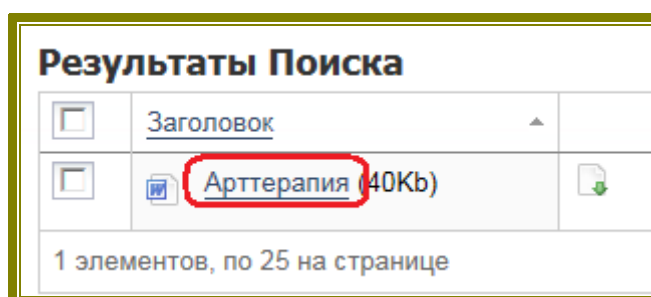 Результаты Поиска
Заголовок
Арттерапия (40Kb)
1 элементов, по 25 на странице